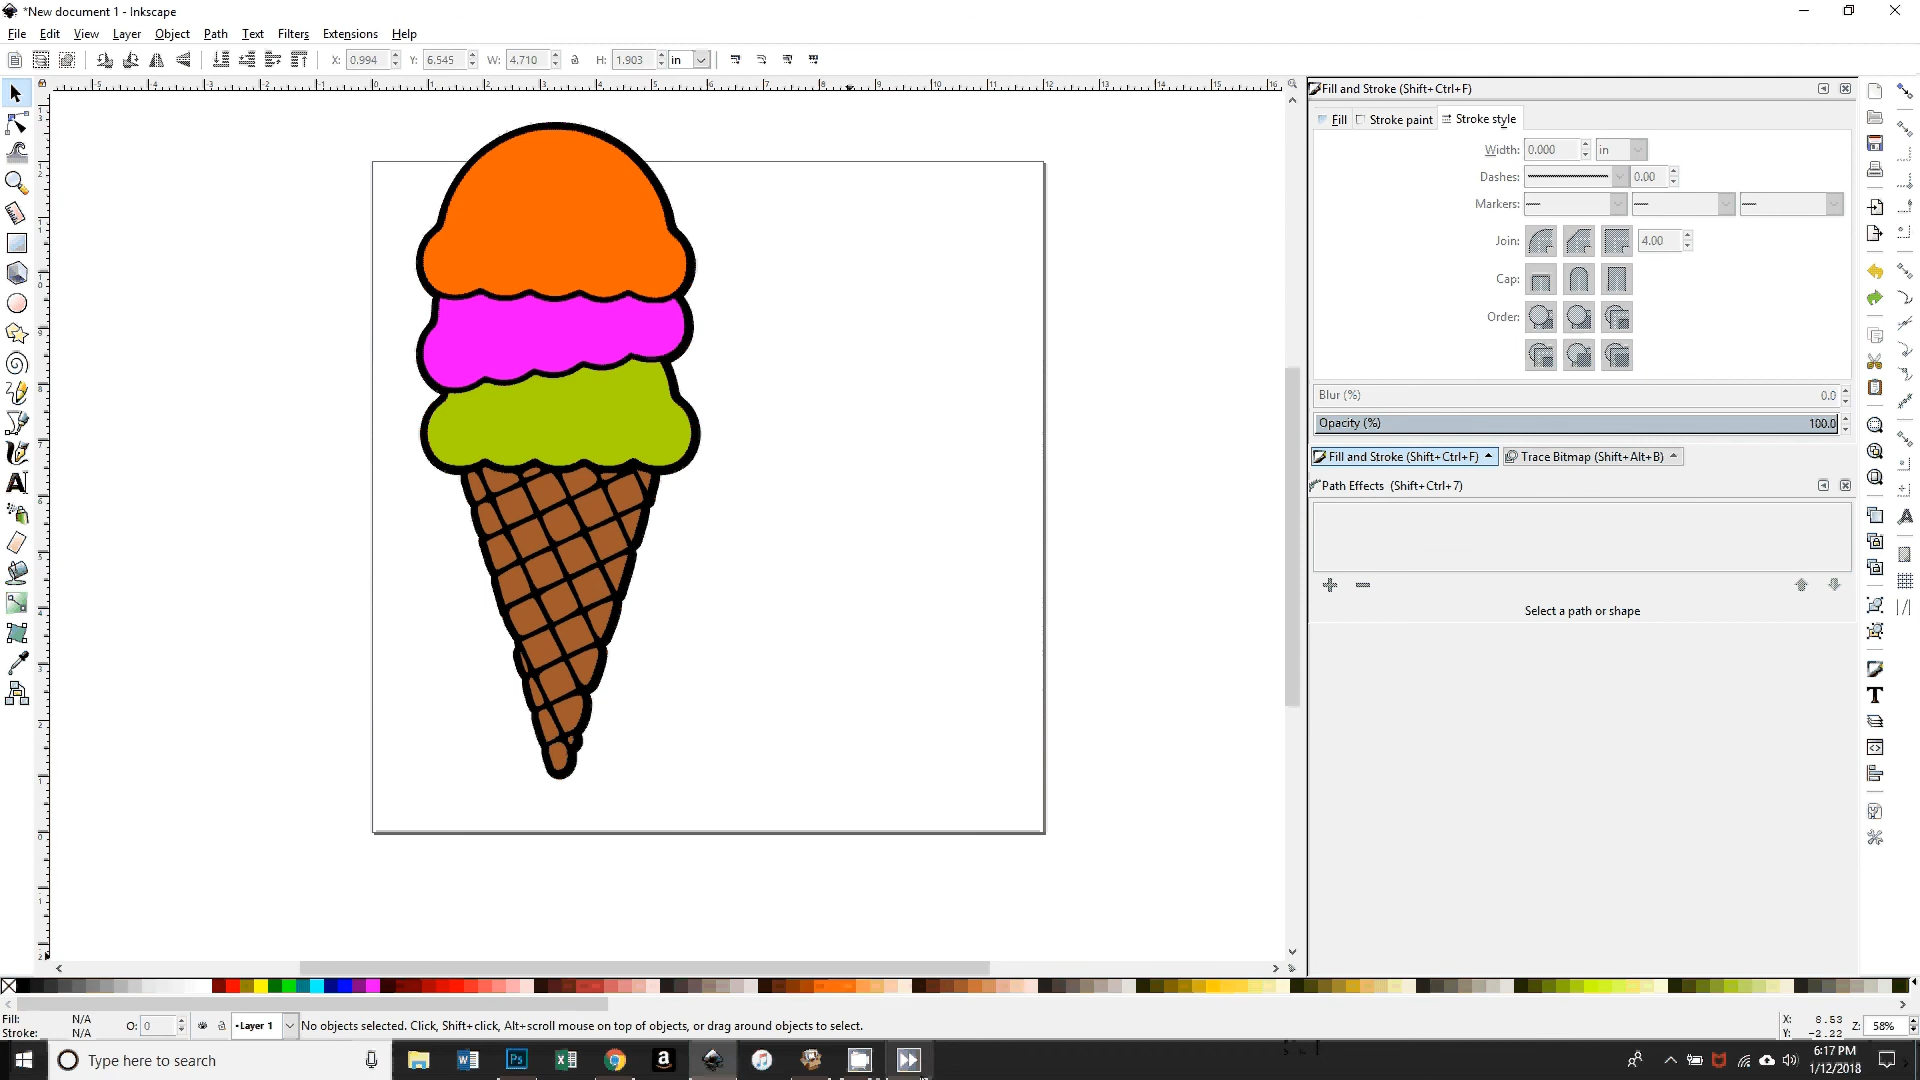 *New document 1 - Inkscape
File Edit View Layer Object Path Text Filters Extensions Help
X: 0.994 Y: 6.545 W: 4.710 H: 1.903 in
Fill and Stroke (Shift+Ctrl+F)
Fill Stroke paint Stroke style
Width: 0.000 in
Dashes: 0.00
Markers:
Join: 4.00
Cap:
Order:
Blur (%) 0.0
Opacity (%) 100.0
Fill and Stroke (Shift+Ctrl+F) Trace Bitmap (Shift+Alt+B)
Path Effects (Shift+Ctrl+7)
Select a path or shape
Fill: N/A
Stroke: N/A
O: 0
•Layer 1
No objects selected. Click, Shift+click, Alt+scroll mouse on top of objects, or drag around objects to select.
X: 8.53
Y: -2.22
Z: 58%
Type here to search
6:17 PM
1/12/2018